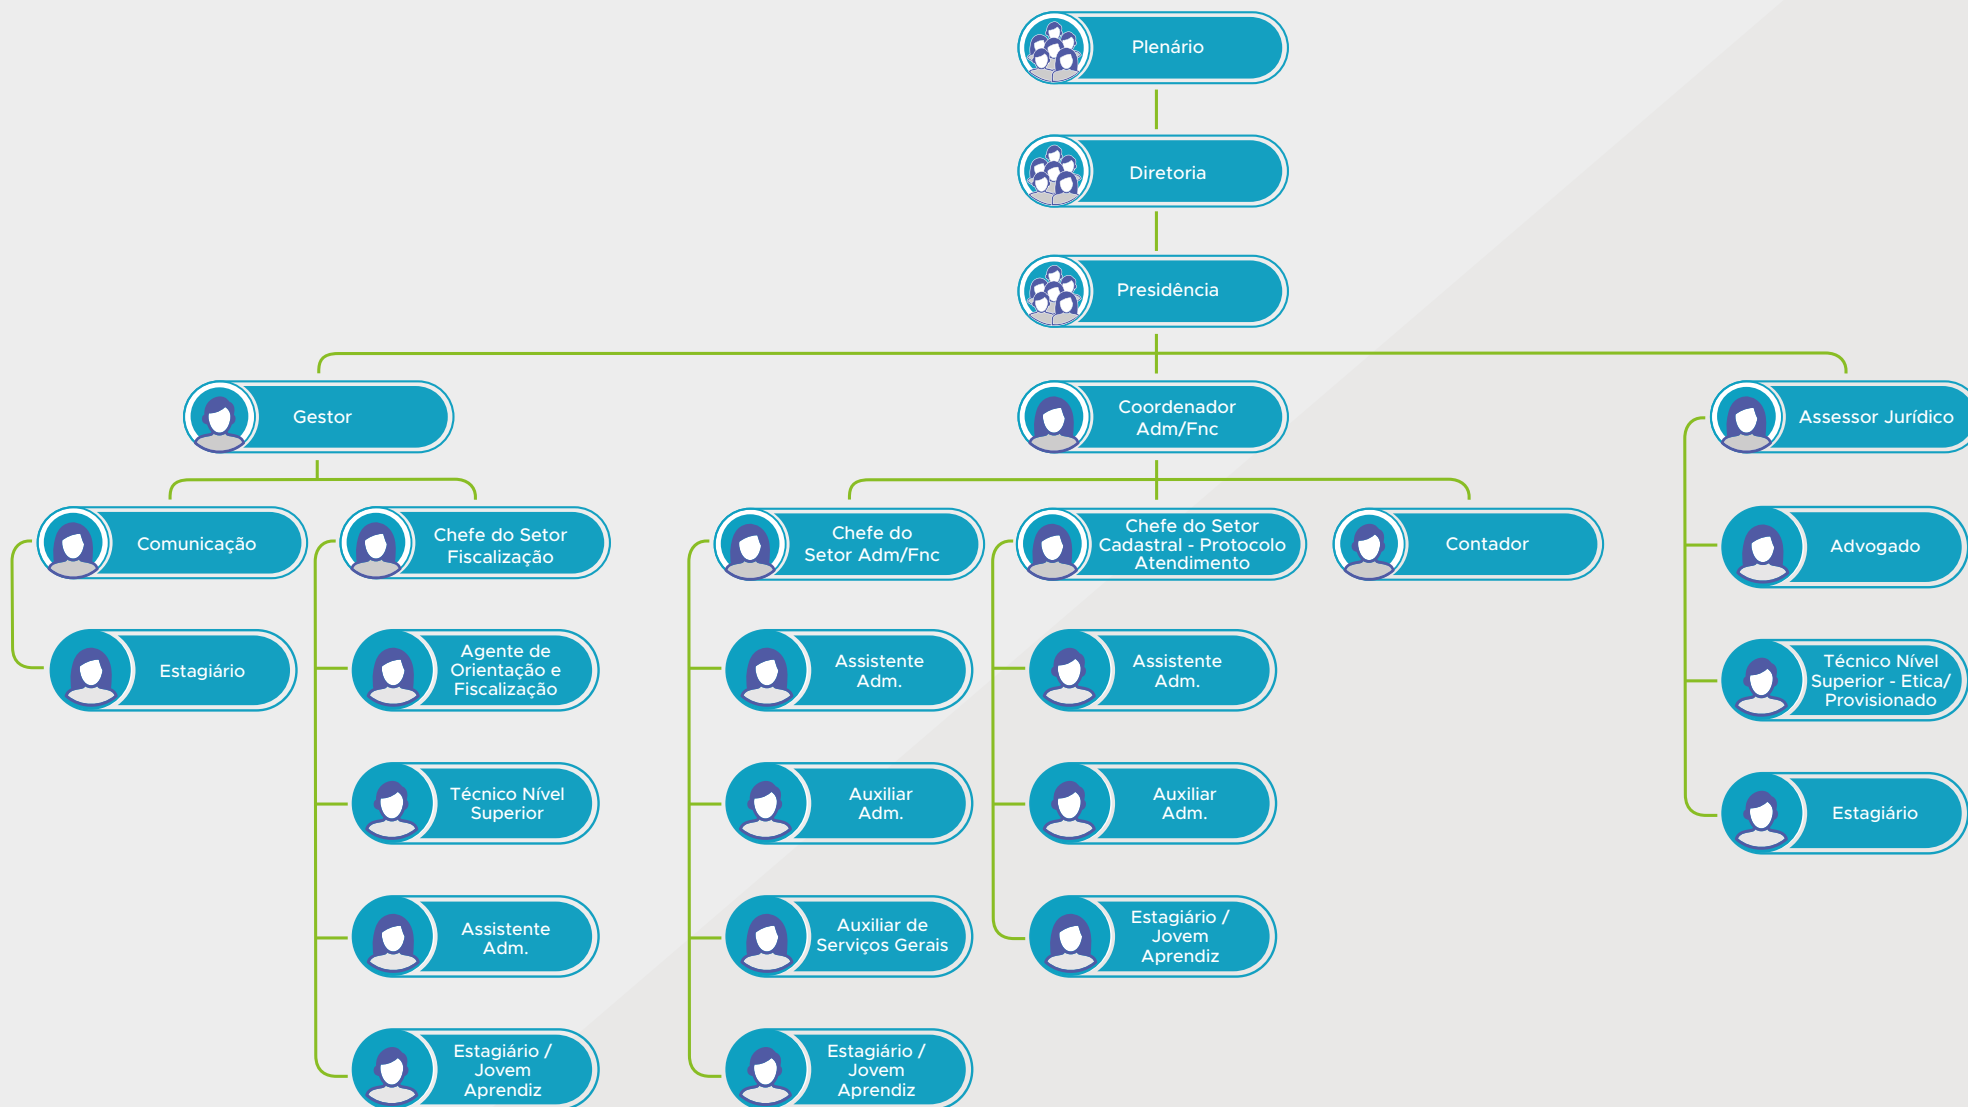 Plenário
Diretoria
Presidência
Gestor
Coordenador
Adm/Fnc
Assessor Jurídico
Comunicação
Chefe do Setor
Fiscalização
Chefe do
Setor Adm/Fnc
Chefe do Setor
Cadastral - Protocolo
Atendimento
Contador
Advogado
Estagiário
Agente de
Orientação e
Fiscalização
Assistente
Adm.
Assistente
Adm.
Técnico Nível
Superior - Etica/
Provisionado
Técnico Nível
Superior
Auxiliar
Adm.
Auxiliar
Adm.
Estagiário
Assistente
Adm.
Auxiliar de
Serviços Gerais
Estagiário /
Jovem
Aprendiz
Estagiário /
Jovem
Aprendiz
Estagiário /
Jovem
Aprendiz